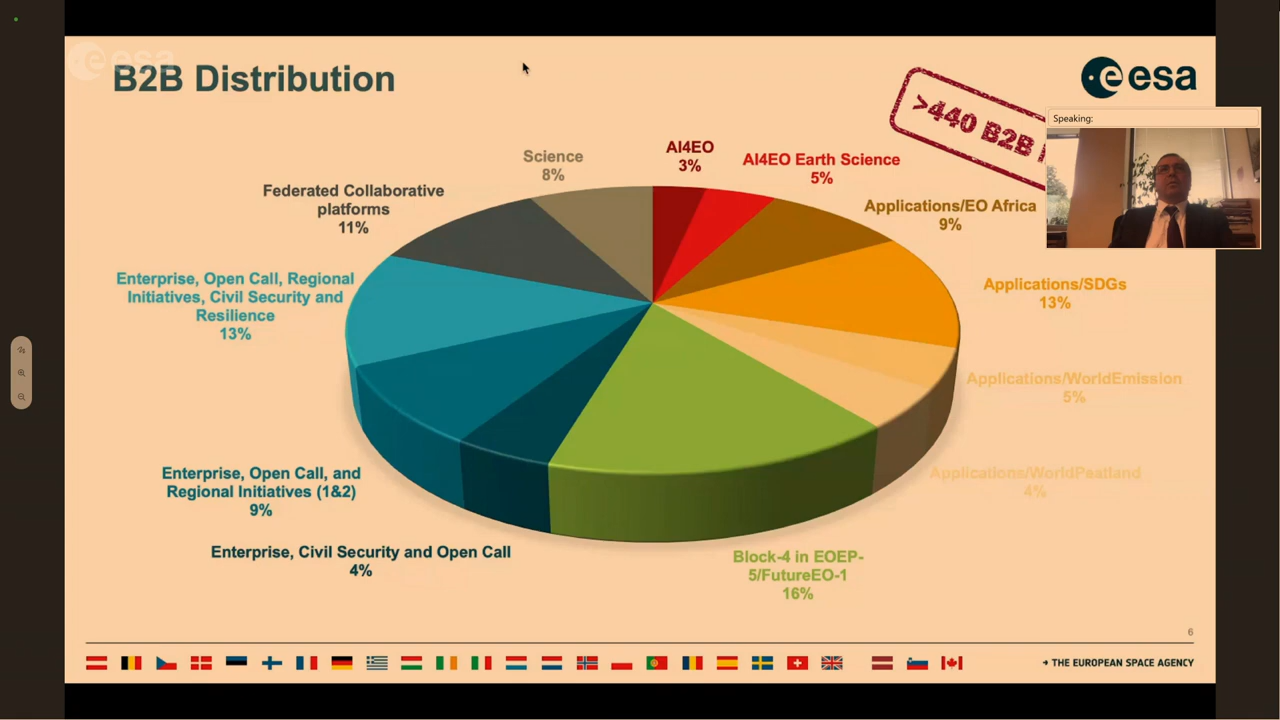 esa
B2B Distribution
esa
>440 B2B
Speaking:
Science
8%
AI4EO
3%
AI4EO Earth Science
5%
Federated Collaborative
platforms
11%
Applications/EO Africa
9%
Enterprise, Open Call, Regional
Initiatives, Civil Security and
Resilience
13%
Applications/SDGs
13%
Applications/WorldEmission
5%
Enterprise, Open Call, and
Regional Initiatives (1&2)
9%
Applications/WorldPeatland
4%
Enterprise, Civil Security and Open Call
4%
Block-4 in EOEP-
5/FutureEO-1
16%
6
→ THE EUROPEAN SPACE AGENCY